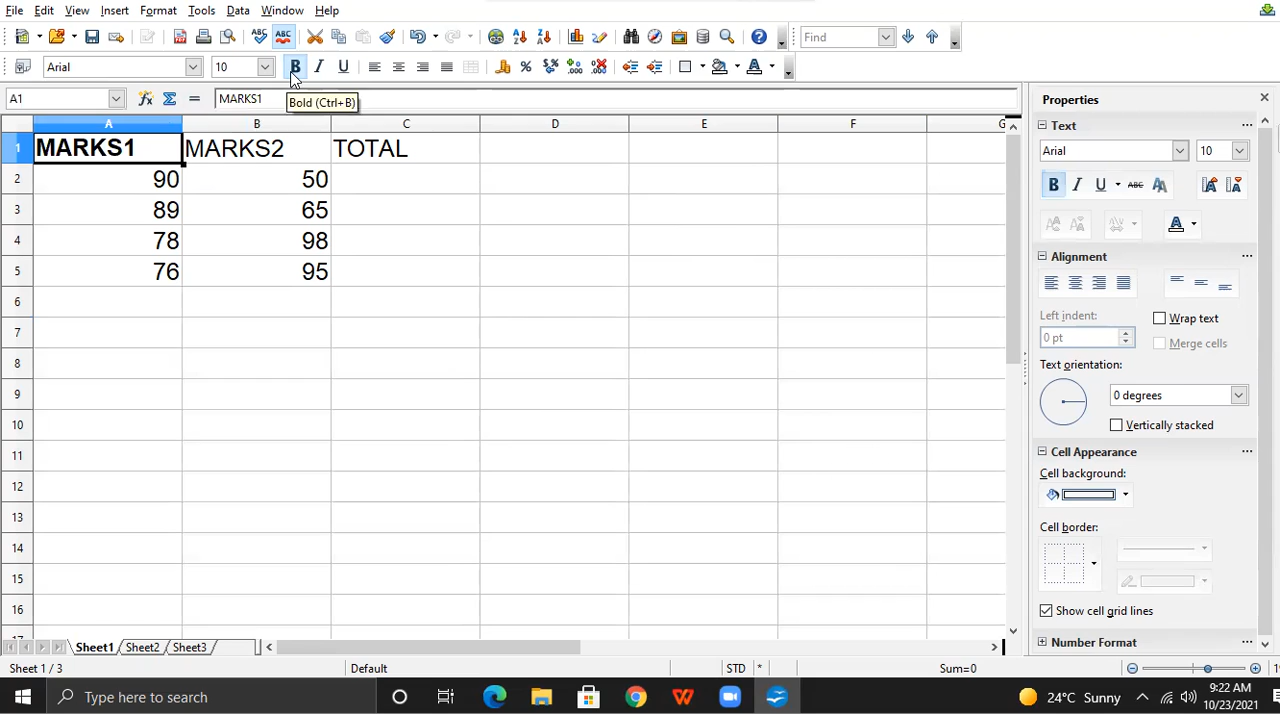 File Edit View Insert Format Tools Data Window Help
Find
Arial 10
A1 MARKS1
Bold (Ctrl+B)
A B C D E F G
1 MARKS1 MARKS2 TOTAL
2 90 50
3 89 65
4 78 98
5 76 95
6
7
8
9
10
11
12
13
14
15
16
17
Properties
Text
Arial 10
Alignment
Left indent:
0 pt
Wrap text
Merge cells
Text orientation:
0 degrees
Vertically stacked
Cell Appearance
Cell background:
Cell border:
Show cell grid lines
Number Format
Sheet1 Sheet2 Sheet3
Sheet 1 / 3 Default STD * Sum=0
Type here to search
24°C Sunny
9:22 AM
10/23/2021